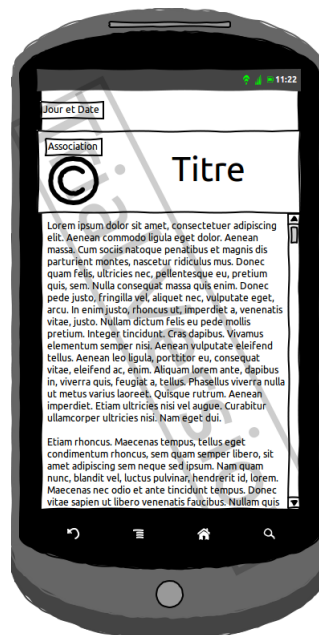 11:22
Jour et Date
Association
©
Titre
Lorem ipsum dolor sit amet, consectetuer adipiscing
elit. Aenean commodo ligula eget dolor. Aenean
massa. Cum sociis natoque penatibus et magnis dis
parturient montes, nascetur ridiculus mus. Donec
quam felis, ultricies nec, pellentesque eu, pretium
quis, sem. Nulla consequat massa quis enim. Donec
pede justo, fringilla vel, aliquet nec, vulputate eget,
arcu. In enim justo, rhoncus ut, imperdiet a, venenatis
vitae, justo. Nullam dictum felis eu pede mollis
pretium. Integer tincidunt. Cras dapibus. Vivamus
elementum semper nisi. Aenean vulputate eleifend
tellus. Aenean leo ligula, porttitor eu, consequat
vitae, eleifend ac, enim. Aliquam lorem ante, dapibus
in, viverra quis, feugiat a, tellus. Phasellus viverra nulla
ut metus varius laoreet. Quisque rutrum. Aenean
imperdiet. Etiam ultricies nisi vel augue. Curabitur
ullamcorper ultricies nisi. Nam eget dui.
Etiam rhoncus. Maecenas tempus, tellus eget
condimentum rhoncus, sem quam semper libero, sit
amet adipiscing sem neque sed ipsum. Nam quam
nunc, blandit vel, luctus pulvinar, hendrerit id, lorem.
Maecenas nec odio et ante tincidunt tempus. Donec
vitae sapien ut libero venenatis faucibus. Nullam quis